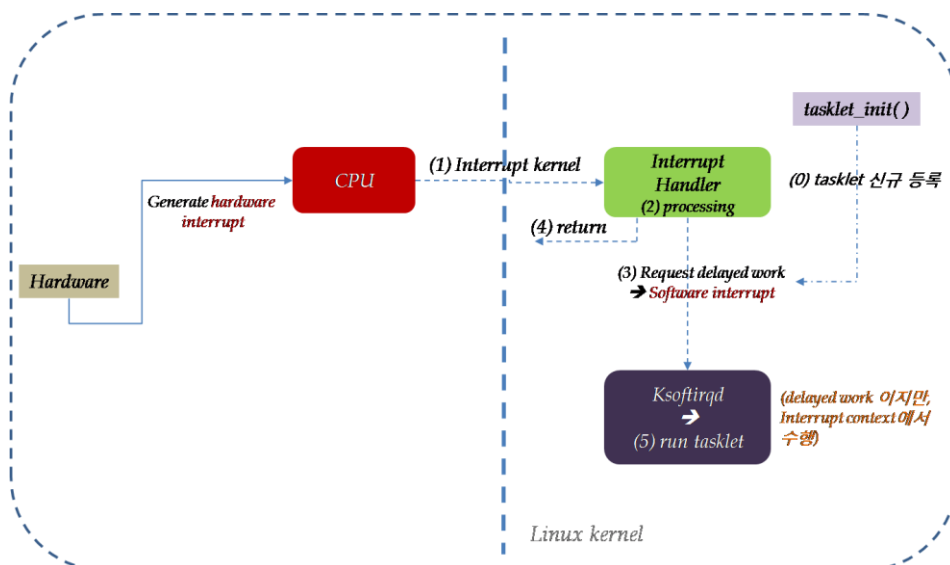 tasklet_init( )
CPU
(1) Interrupt kernel
Interrupt
Handler
(2) processing
(0) tasklet 신규 등록
Generate hardware
interrupt
(4) return
Hardware
(3) Request delayed work
➔ Software interrupt
Ksoftirqd
➔
(5) run tasklet
(delayed work 이지만,
Interrupt context 에서
수행)
Linux kernel